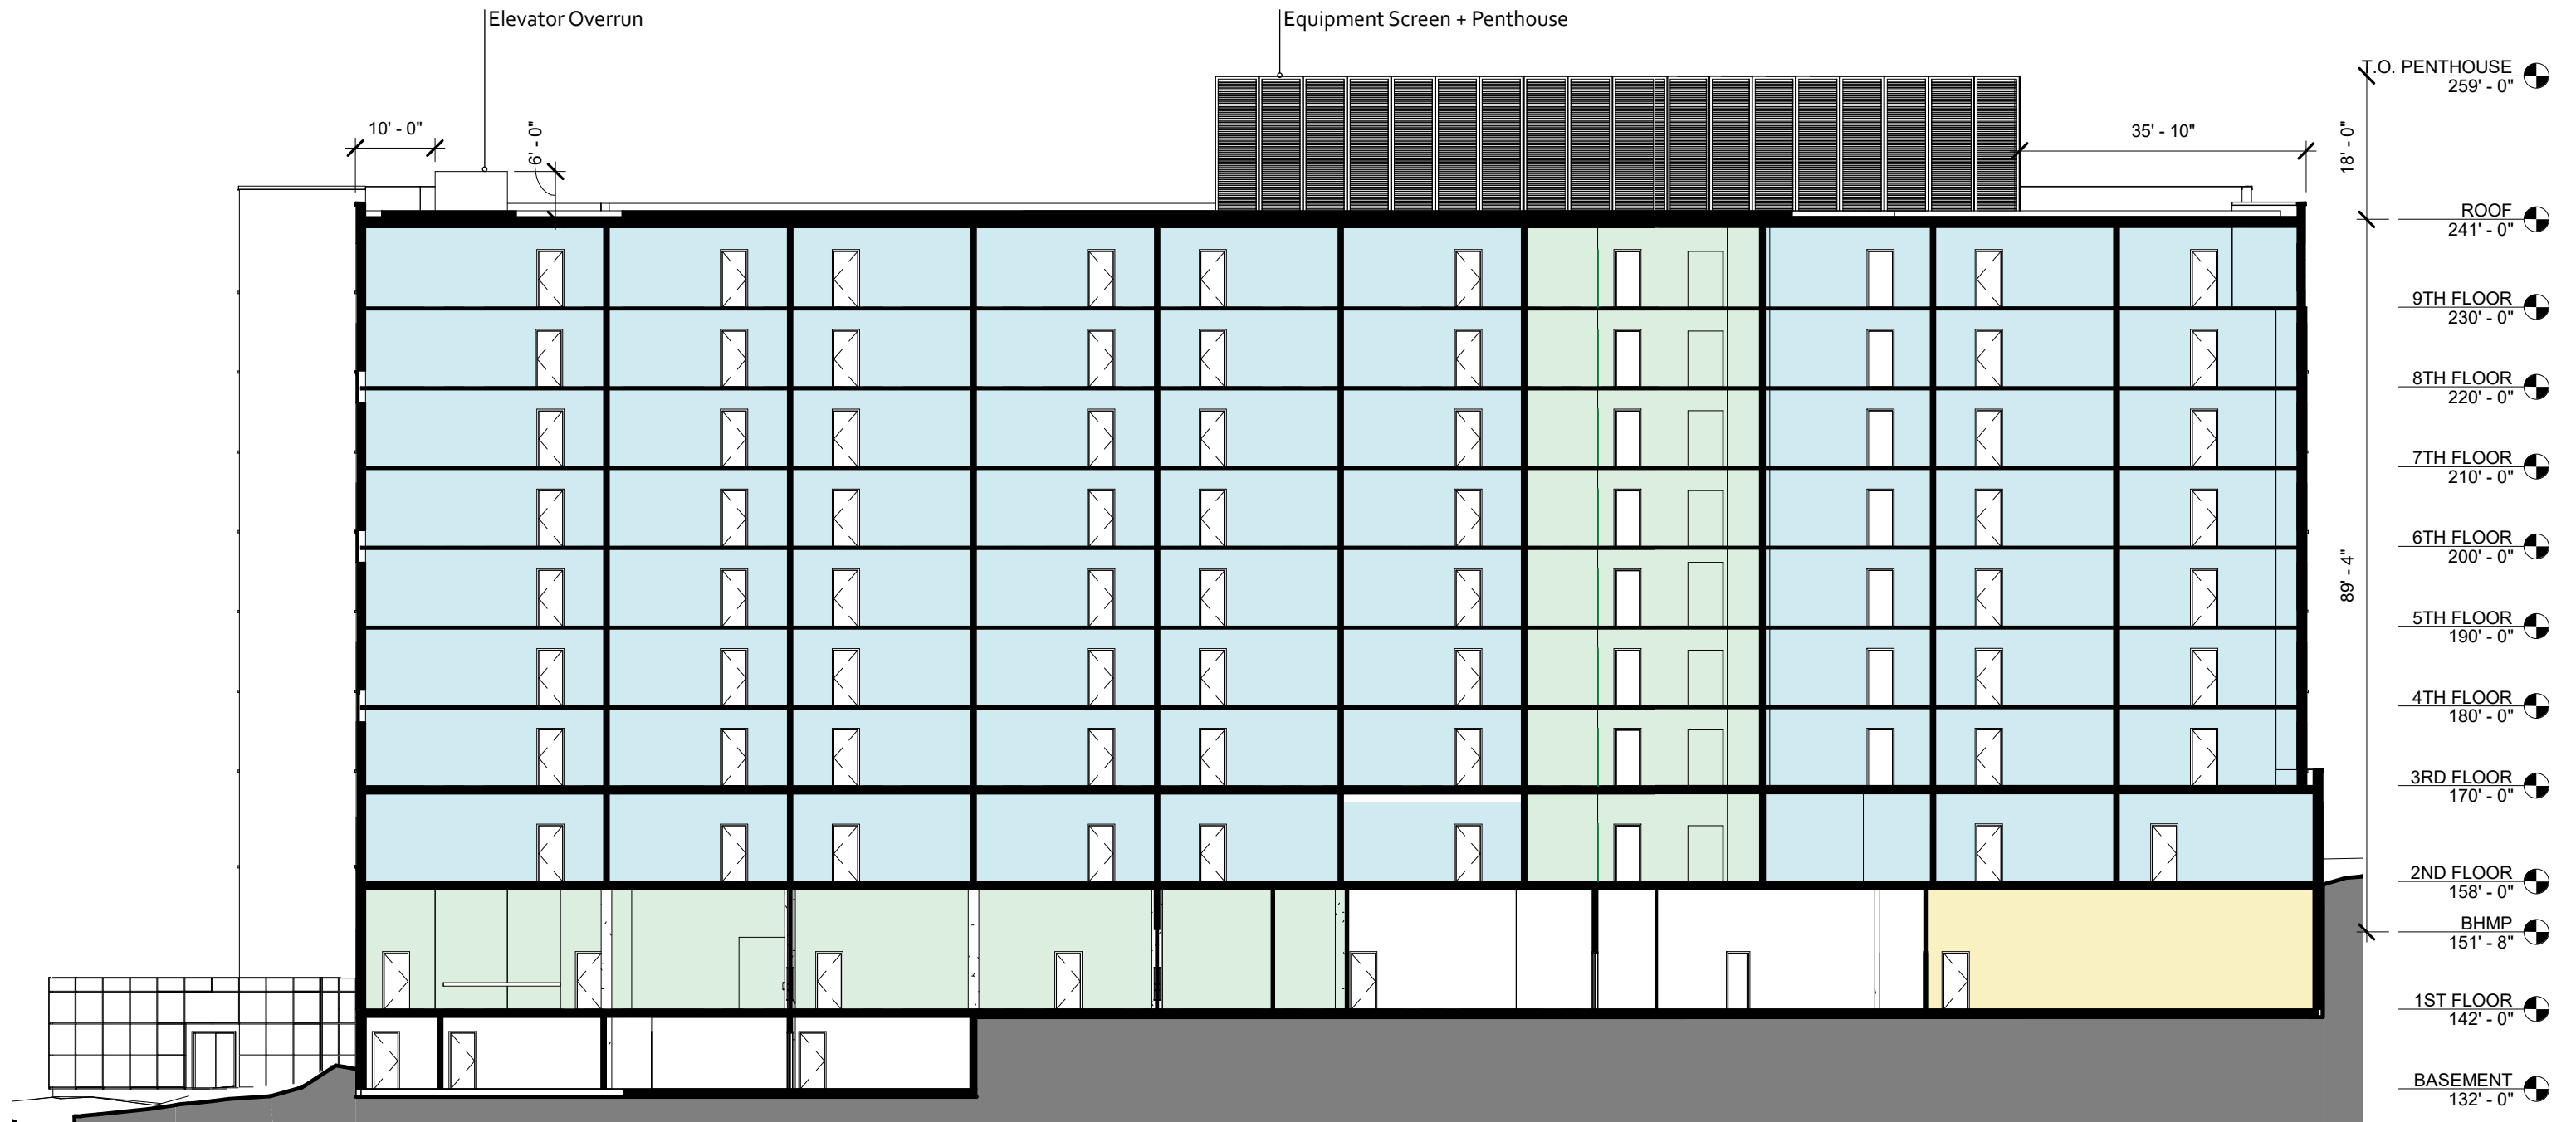 Elevator Overrun
Equipment Screen + Penthouse
T.O. PENTHOUSE
259' - 0"
10' - 0"
6' - 0"
35' - 10"
18' - 0"
ROOF
241' - 0"
9TH FLOOR
230' - 0"
8TH FLOOR
220' - 0"
7TH FLOOR
210' - 0"
6TH FLOOR
200' - 0"
89' - 4"
5TH FLOOR
190' - 0"
4TH FLOOR
180' - 0"
3RD FLOOR
170' - 0"
2ND FLOOR
158' - 0"
BHMP
151' - 8"
1ST FLOOR
142' - 0"
BASEMENT
132' - 0"